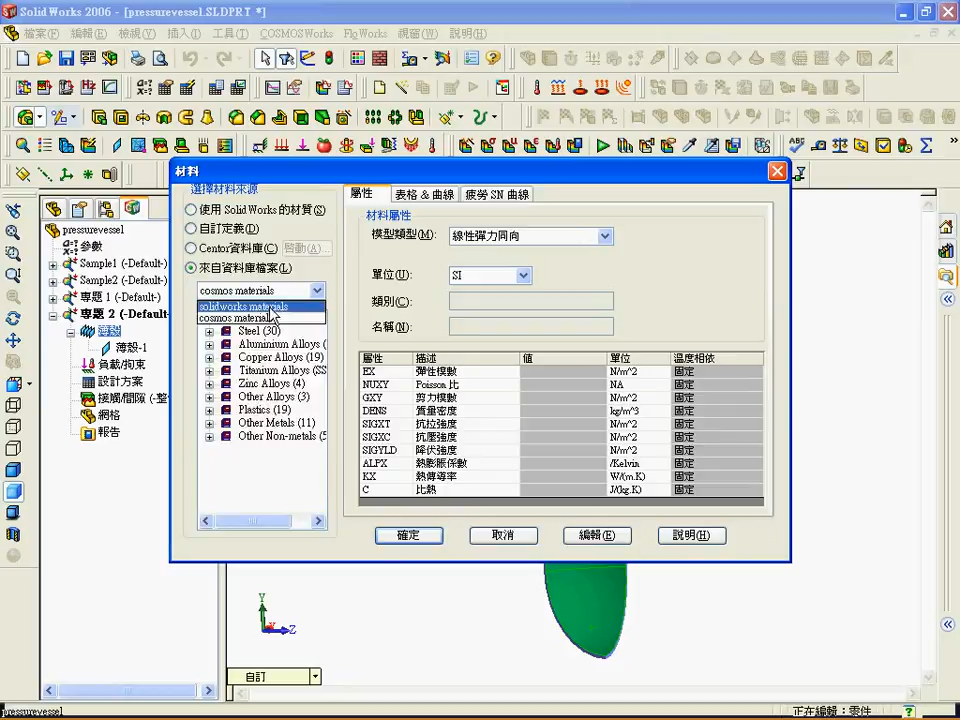 SolidWorks 2006 - [pressurevessel.SLDPRT *]
檔案(F) 編輯(E) 檢視(V) 插入(I) 工具(T) COSMOSWorks FloWorks 視窗(W) 說明(H)
pressurevessel
參數
Sample1 (-Default-
Sample2 (-Default-
專題 1 (-Default-
專題 2 (-Default-
薄殼
薄殼-1
負載/拘束
設計方案
接觸/間隙 (-整
網格
報告
材料
選擇材料來源
使用 SolidWorks 的材質(S)
自訂定義(D)
Centor資料庫(C) 啓動(A)...
來自資料庫檔案(L)
cosmos materials
solidworks materials
cosmos materials
Steel (30)
Aluminium Alloys (
Copper Alloys (19)
Titanium Alloys (SS
Zinc Alloys (4)
Other Alloys (3)
Plastics (19)
Other Metals (11)
Other Non-metals (5
屬性 表格 & 曲線 疲勞 SN 曲線
材料屬性
模型類型(M): 線性彈力同向
單位(U): SI
類別(C):
名稱(N):
屬性 描述 值 單位 溫度相依
EX 彈性模數 N/m^2 固定
NUXY Poisson 比 NA 固定
GXY 剪力模數 N/m^2 固定
DENS 質量密度 kg/m^3 固定
SIGXT 抗拉強度 N/m^2 固定
SIGXC 抗壓強度 N/m^2 固定
SIGYLD 降伏強度 N/m^2 固定
ALPX 熱膨脹係數 /Kelvin 固定
KX 熱傳導率 W/(m.K) 固定
C 比熱 J/(kg.K) 固定
確定 取消 編輯(E) 說明(H)
Y
X
Z
自訂
pressurevessel
正在編輯：零件